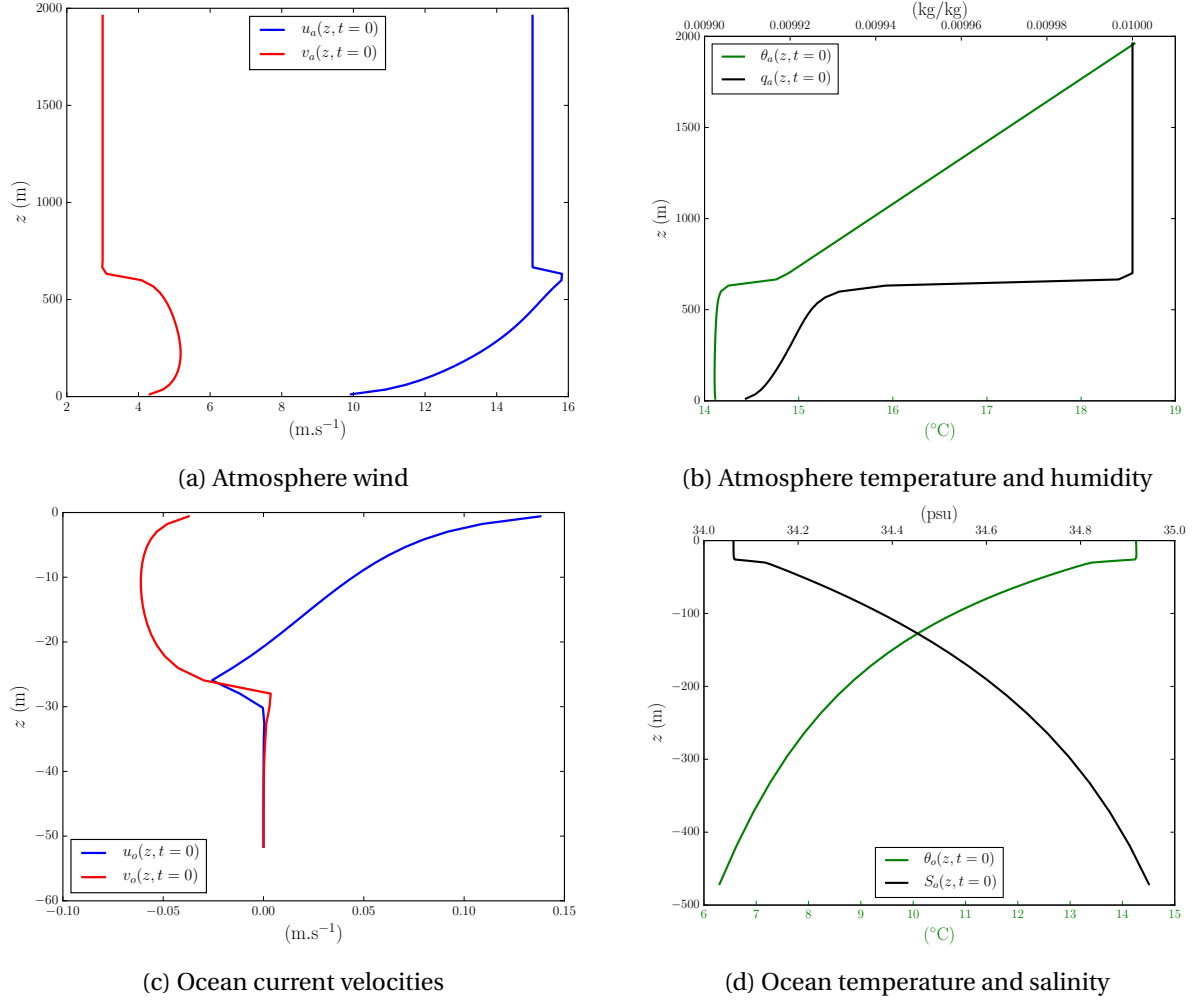 2000
1500
1000
500
0
z (m)
2 4 6 8 10 12 14 16
(m.s⁻¹)
u_a(z, t = 0)
v_a(z, t = 0)
(a) Atmosphere wind
(kg/kg)
0.00990 0.00992 0.00994 0.00996 0.00998 0.01000
2000
1500
1000
500
0
z (m)
θ_a(z, t = 0)
q_a(z, t = 0)
14 15 16 17 18 19
(°C)
(b) Atmosphere temperature and humidity
0
−10
−20
−30
−40
−50
−60
z (m)
u_o(z, t = 0)
v_o(z, t = 0)
−0.10 −0.05 0.00 0.05 0.10 0.15
(m.s⁻¹)
(c) Ocean current velocities
(psu)
34.0 34.2 34.4 34.6 34.8 35.0
0
−100
−200
−300
−400
−500
z (m)
θ_o(z, t = 0)
S_o(z, t = 0)
6 7 8 9 10 11 12 13 14 15
(°C)
(d) Ocean temperature and salinity